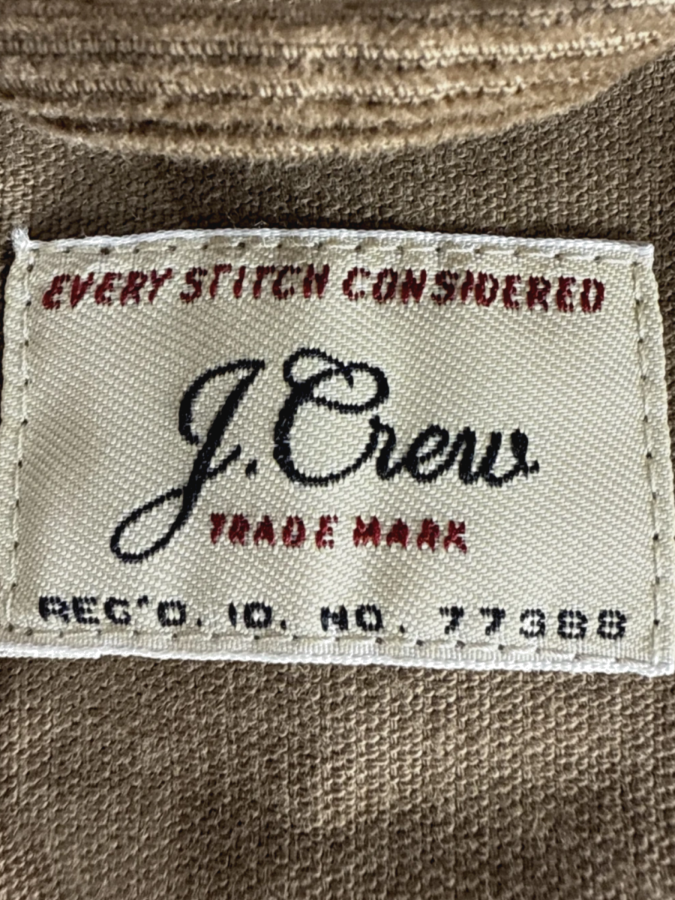 EVERY STITCH CONSIDERED
J.Crew
TRADE MARK
REG'D. ID. NO. 77388